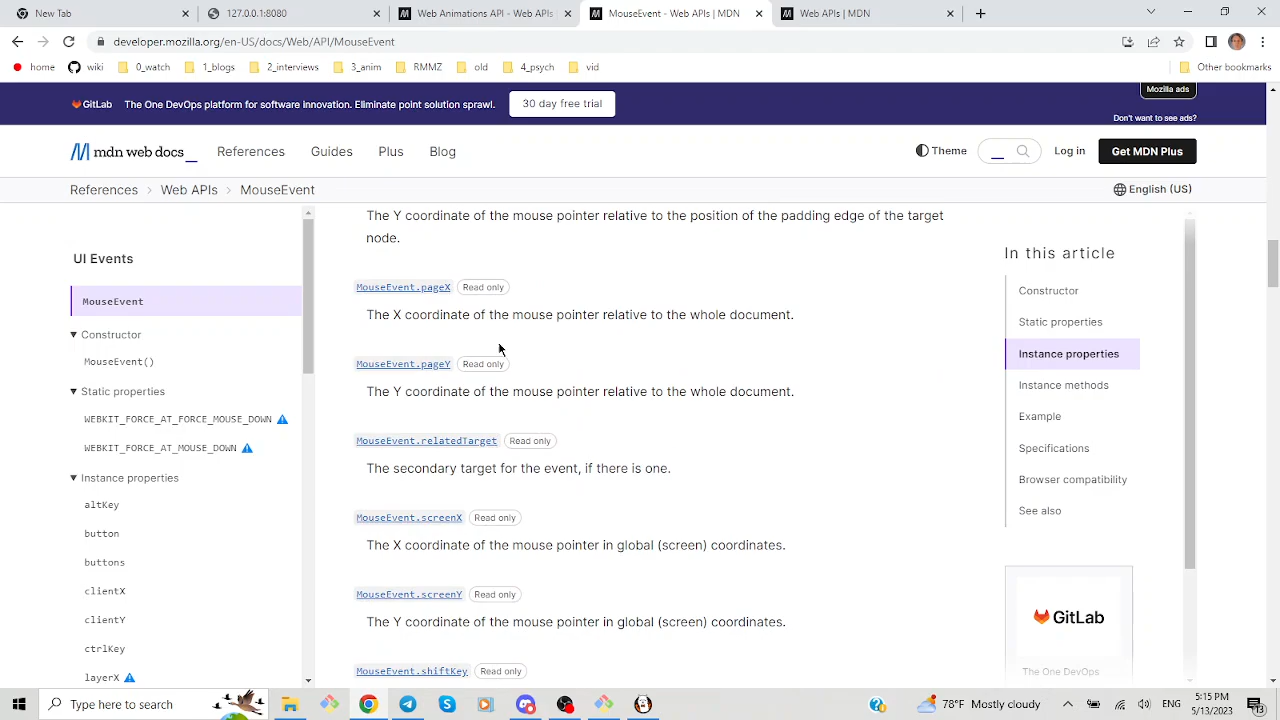 New Tab
127.0.0.1:8080
Web Animations API - Web APIs
MouseEvent - Web APIs | MDN
Web APIs | MDN
developer.mozilla.org/en-US/docs/Web/API/MouseEvent
home
wiki
0_watch
1_blogs
2_interviews
3_anim
RMMZ
old
4_psych
vid
Other bookmarks
GitLab
The One DevOps platform for software innovation. Eliminate point solution sprawl.
30 day free trial
Mozilla ads
Don't want to see ads?
mdn web docs_
References
Guides
Plus
Blog
Theme
Log in
Get MDN Plus
References
Web APIs
MouseEvent
English (US)
UI Events
MouseEvent
Constructor
MouseEvent()
Static properties
WEBKIT_FORCE_AT_FORCE_MOUSE_DOWN
WEBKIT_FORCE_AT_MOUSE_DOWN
Instance properties
altKey
button
buttons
clientX
clientY
ctrlKey
layerX
The Y coordinate of the mouse pointer relative to the position of the padding edge of the target
node.
MouseEvent.pageX Read only
The X coordinate of the mouse pointer relative to the whole document.
MouseEvent.pageY Read only
The Y coordinate of the mouse pointer relative to the whole document.
MouseEvent.relatedTarget Read only
The secondary target for the event, if there is one.
MouseEvent.screenX Read only
The X coordinate of the mouse pointer in global (screen) coordinates.
MouseEvent.screenY Read only
The Y coordinate of the mouse pointer in global (screen) coordinates.
MouseEvent.shiftKey Read only
In this article
Constructor
Static properties
Instance properties
Instance methods
Example
Specifications
Browser compatibility
See also
GitLab
The One DevOps
Type here to search
78°F Mostly cloudy
ENG
5:15 PM
5/13/2023
13